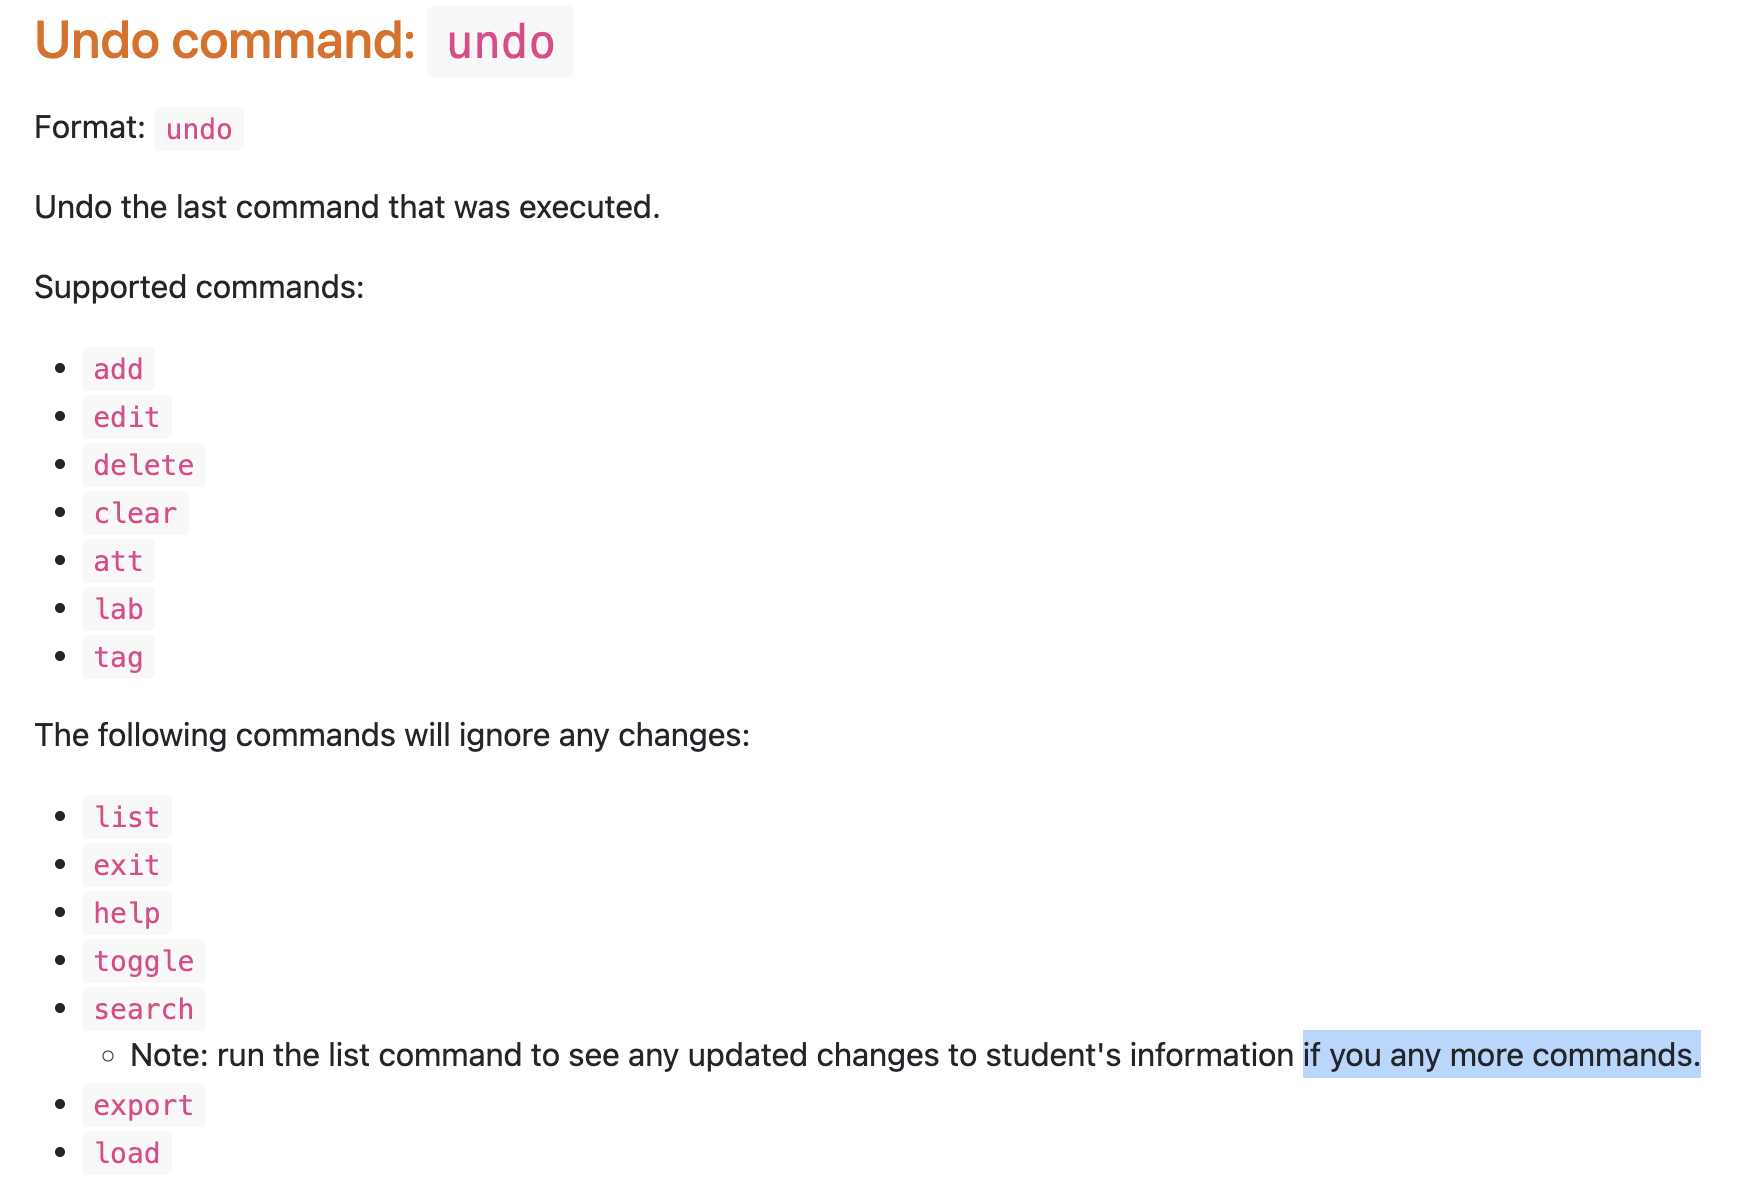 Undo command: undo
Format: undo
Undo the last command that was executed.
Supported commands:
add
edit
delete
clear
att
lab
tag
The following commands will ignore any changes:
list
exit
help
toggle
search
Note: run the list command to see any updated changes to student's information if you any more commands.
export
load